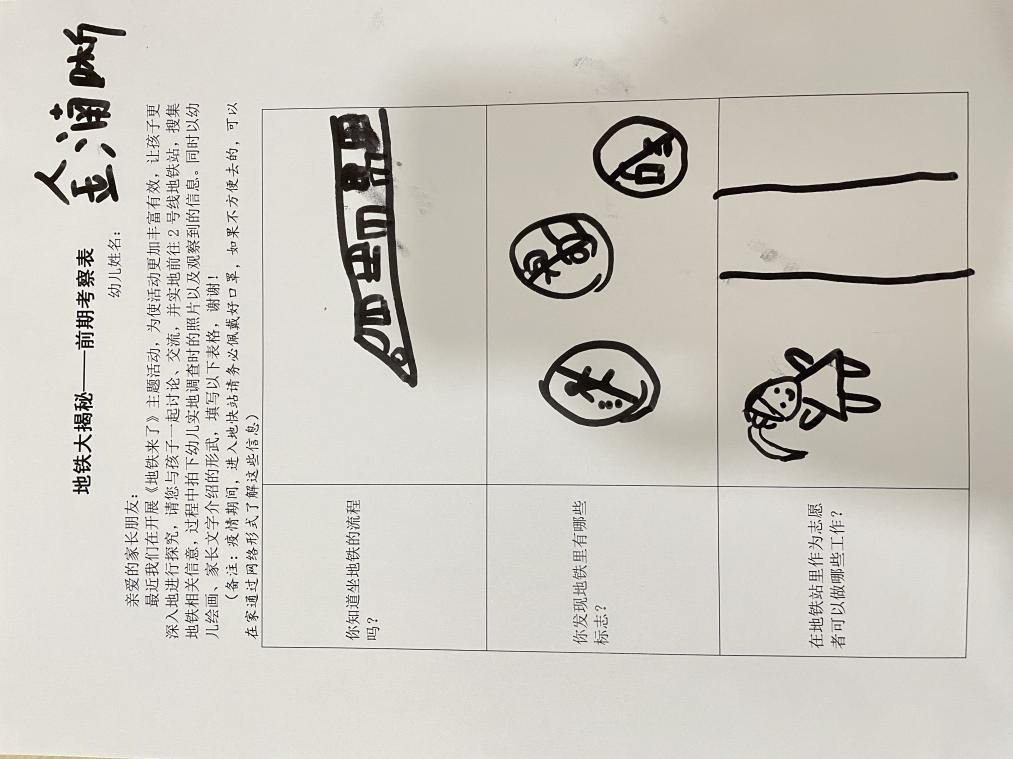 地铁大揭秘——前期考察表
幼儿姓名：金浦晰
亲爱的家长朋友：
最近我们在开展《地铁来了》主题活动，为使活动更加丰富有效，让孩子更
深入地进行探究，请您与孩子一起讨论、交流，并实地前往2号线地铁站，搜集
地铁相关信意，过程中拍下幼儿实地调查时的照片以及观察到的信息。同时以幼
儿绘画、家长文字介绍的形式，填写以下表格，谢谢！
（备注：疫情期间，进入地快站请务必佩戴好口罩，如果不方便去的，可以
在家通过网络形式了解这些信息）
你知道坐地铁的流程
吗？
你发现地铁里有哪些
标志？
在地铁站里作为志愿
者可以做哪些工作？